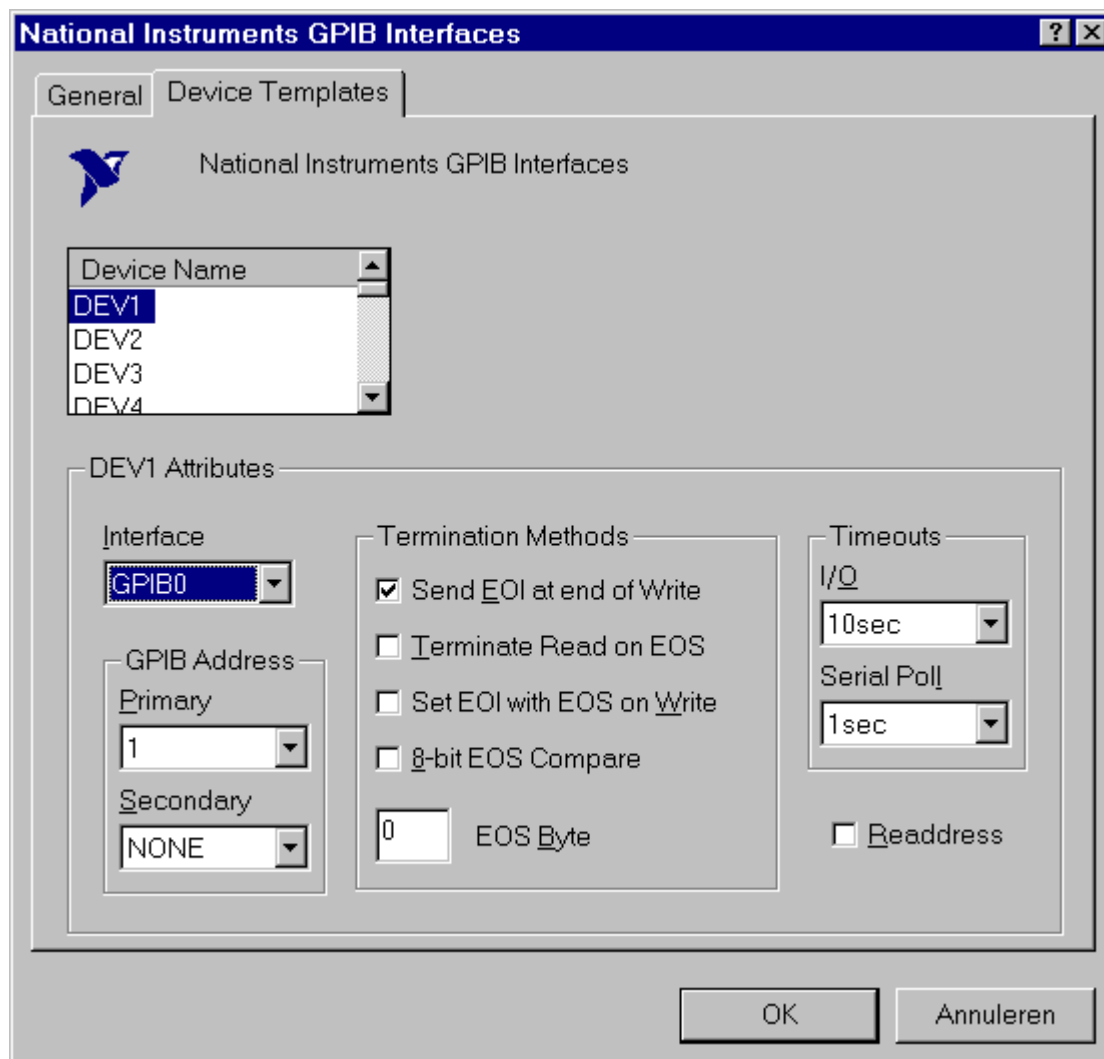 National Instruments GPIB Interfaces
General
Device Templates
National Instruments GPIB Interfaces
Device Name
DEV1
DEV2
DEV3
DEV4
DEV1 Attributes
Interface
GPIB0
GPIB Address
Primary
1
Secondary
NONE
Termination Methods
Send EOI at end of Write
Terminate Read on EOS
Set EOI with EOS on Write
8-bit EOS Compare
0
EOS Byte
Timeouts
I/O
10sec
Serial Poll
1sec
Readdress
OK
Annuleren